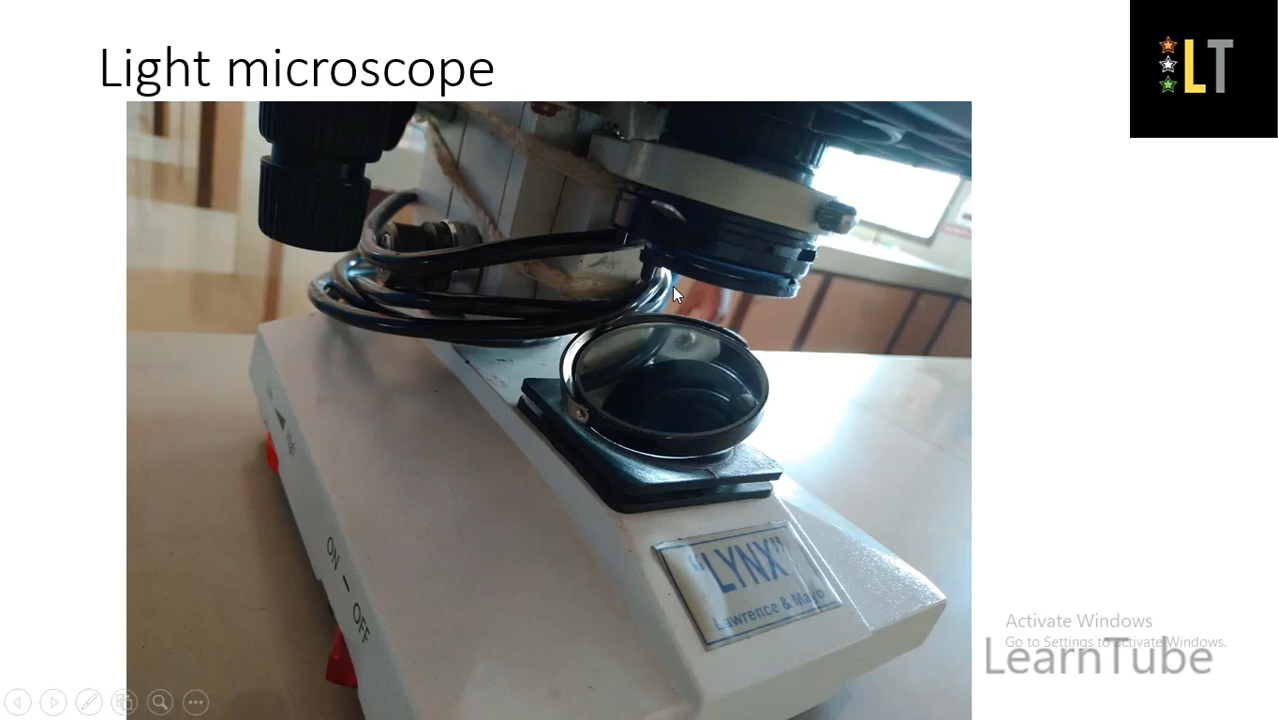 Light microscope
LT
ON — OFF
"LYNX"
Lawrence & Mayo
Activate Windows
Go to Settings to activate Windows.
LearnTube